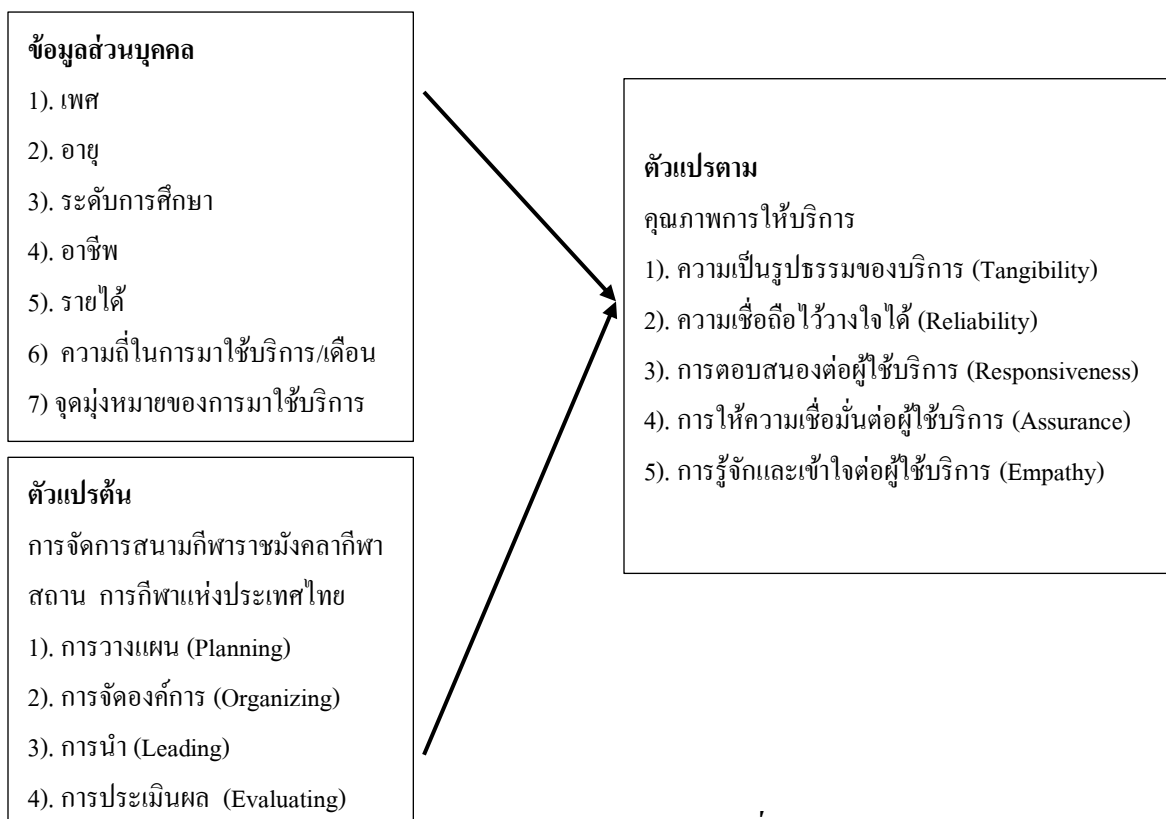 ข้อมูลส่วนบุคคล
1). เพศ
2). อายุ
3). ระดับการศึกษา
4). อาชีพ
5). รายได้
6) ความถี่ในการมาใช้บริการ/เดือน
7) จุดมุ่งหมายของการมาใช้บริการ
ตัวแปรต้น
การจัดการสนามกีฬาราชมังคลากีฬา
สถาน การกีฬาแห่งประเทศไทย
1). การวางแผน (Planning)
2). การจัดองค์การ (Organizing)
3). การนำ (Leading)
4). การประเมินผล (Evaluating)
ตัวแปรตาม
คุณภาพการให้บริการ
1). ความเป็นรูปธรรมของบริการ (Tangibility)
2). ความเชื่อถือไว้วางใจได้ (Reliability)
3). การตอบสนองต่อผู้ใช้บริการ (Responsiveness)
4). การให้ความเชื่อมั่นต่อผู้ใช้บริการ (Assurance)
5). การรู้จักและเข้าใจต่อผู้ใช้บริการ (Empathy)